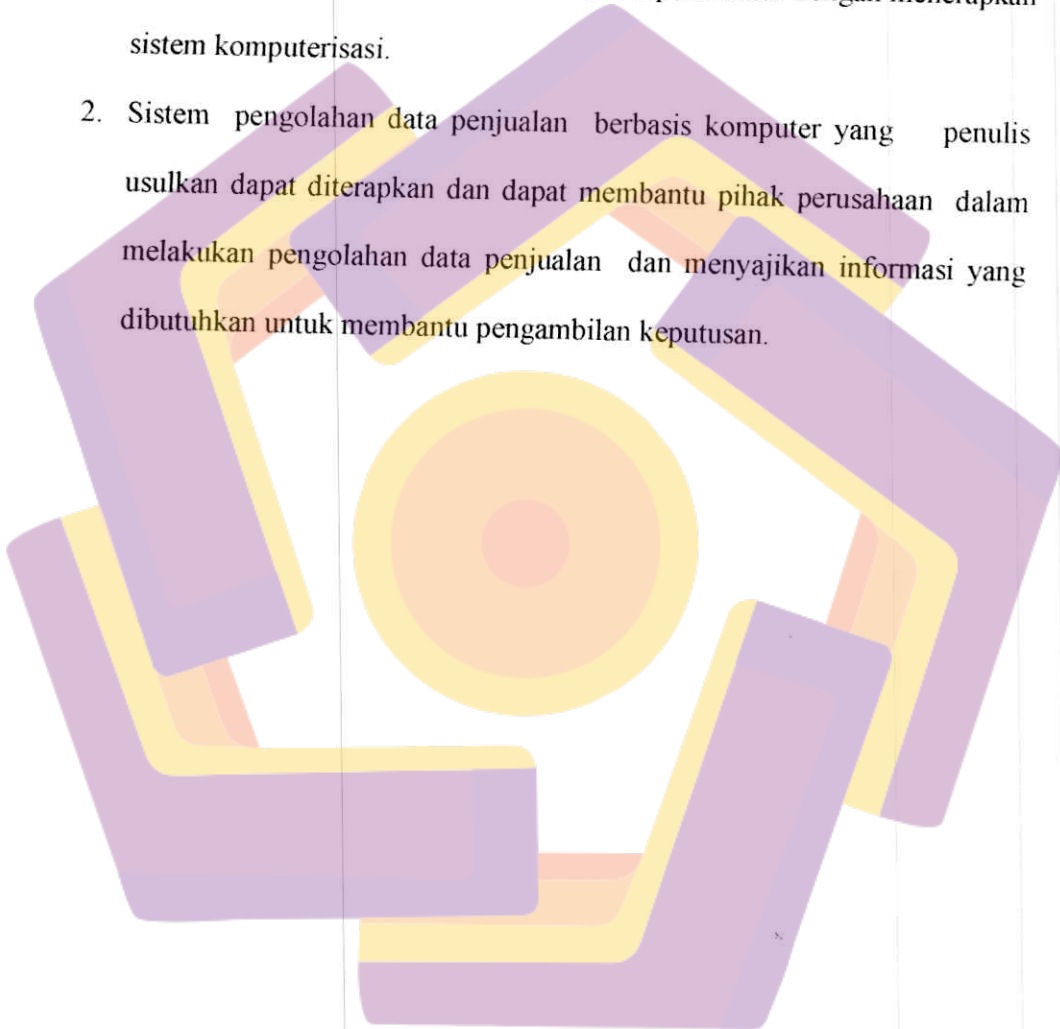 menerapkan
sistem komputerisasi.
2. Sistem pengolahan data penjualan berbasis komputer yang penulis
usulkan dapat diterapkan dan dapat membantu pihak perusahaan dalam
melakukan pengolahan data penjualan dan menyajikan informasi yang
dibutuhkan untuk membantu pengambilan keputusan.